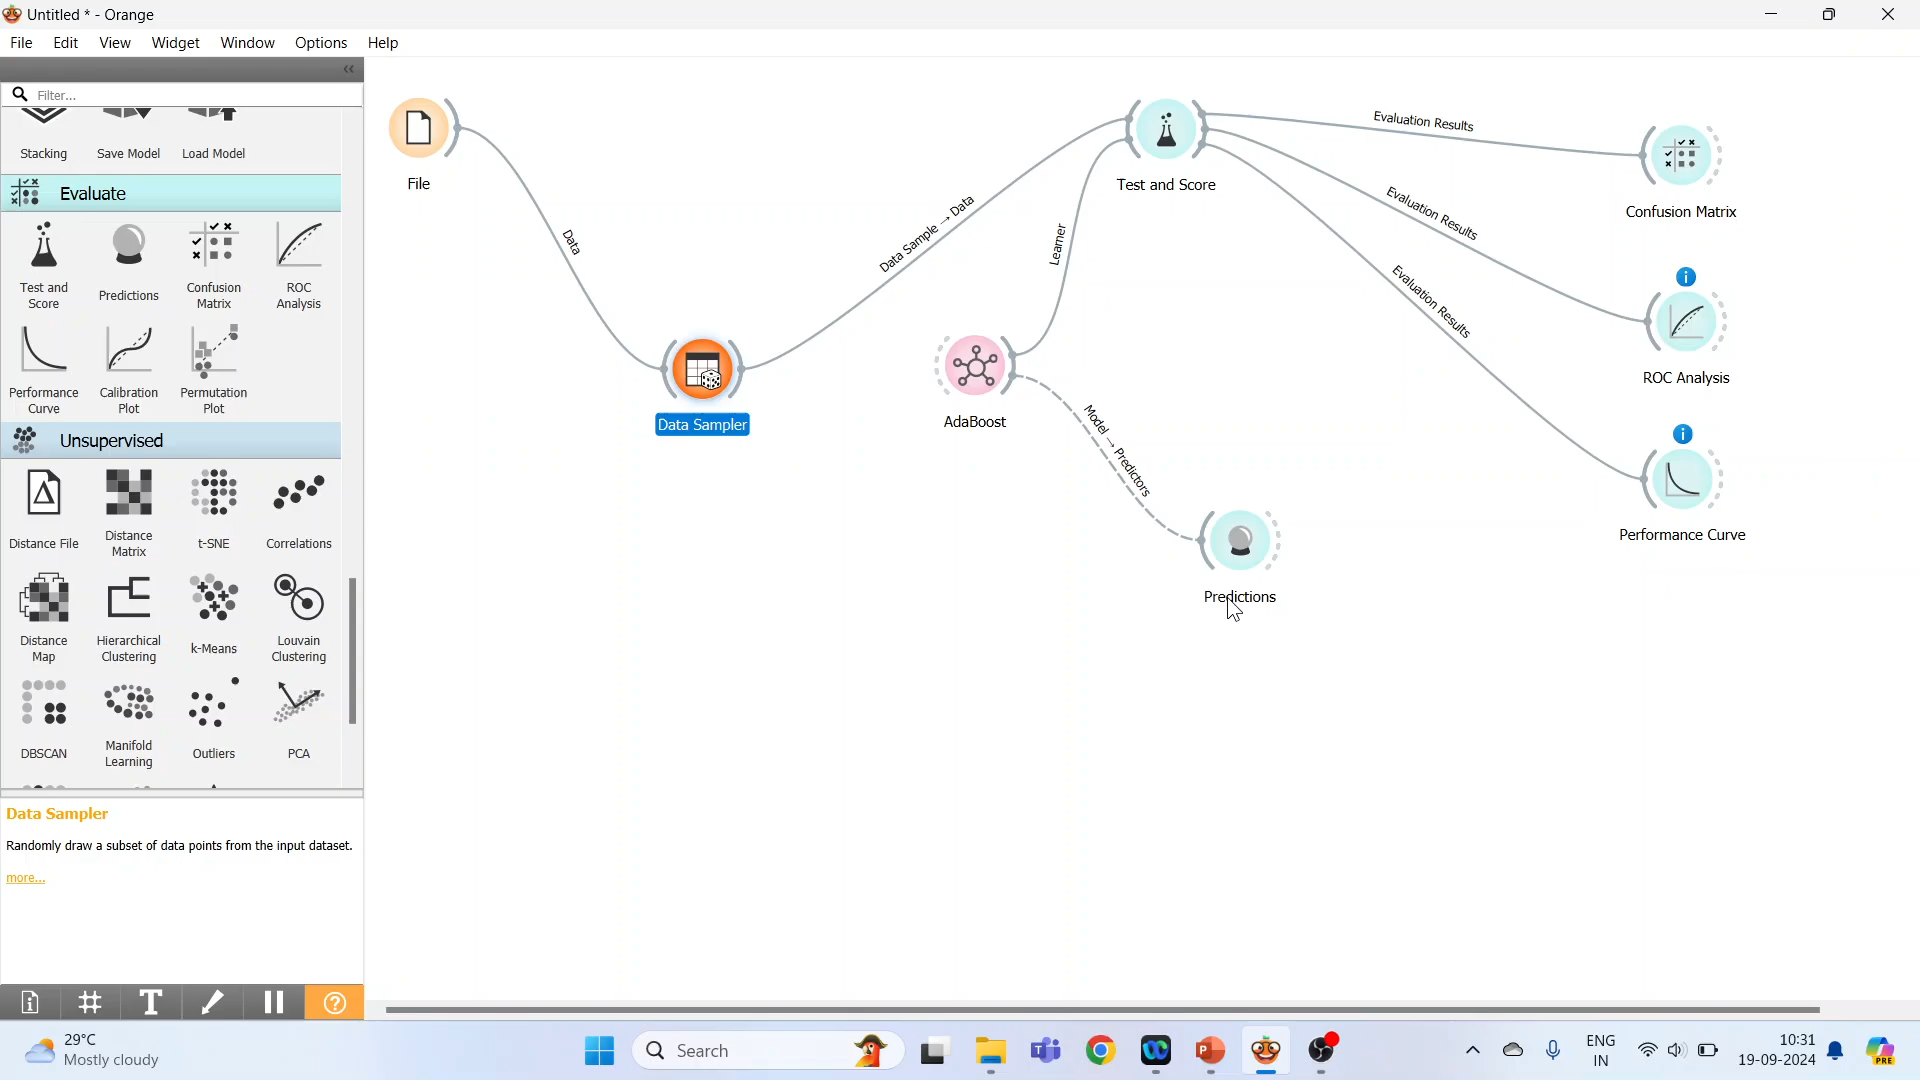 Untitled * - Orange
File Edit View Widget Window Options Help
Filter...
Stacking
Save Model
Load Model
Evaluate
Test and
Score
Predictions
Confusion
Matrix
ROC
Analysis
Performance
Curve
Calibration
Plot
Permutation
Plot
Unsupervised
Distance File
Distance
Matrix
t-SNE
Correlations
Distance
Map
Hierarchical
Clustering
k-Means
Louvain
Clustering
DBSCAN
Manifold
Learning
Outliers
PCA
Data Sampler
Randomly draw a subset of data points from the input dataset.
more...
File
Data
Data Sampler
Data Sample → Data
Learner
AdaBoost
Model → Predictors
Predictions
Test and Score
Evaluation Results
Evaluation Results
Evaluation Results
Confusion Matrix
ROC Analysis
Performance Curve
29°C
Mostly cloudy
Search
ENG
IN
10:31
19-09-2024
PRE